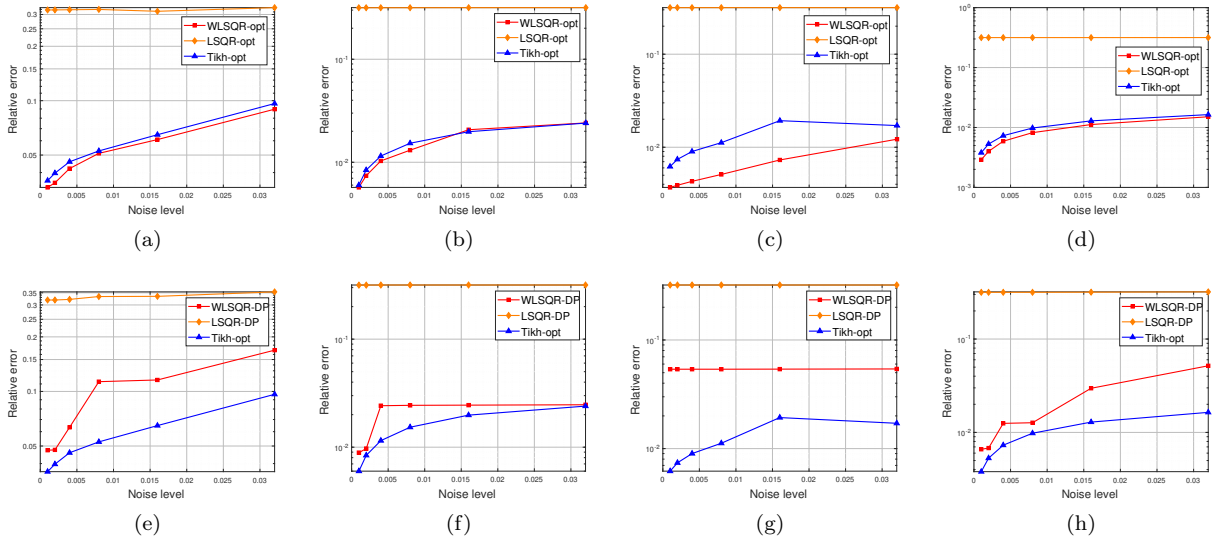 0.3
0.2
0.15
0.1
0.05
Relative error
WLSQR-opt
LSQR-opt
Tikh-opt
0 0.005 0.01 0.015 0.02 0.025 0.03
Noise level
(a)
10-1
10-2
Relative error
WLSQR-opt
LSQR-opt
Tikh-opt
0 0.005 0.01 0.015 0.02 0.025 0.03
Noise level
(b)
10-1
10-2
Relative error
WLSQR-opt
LSQR-opt
Tikh-opt
0 0.005 0.01 0.015 0.02 0.025 0.03
Noise level
(c)
100
10-1
10-2
10-3
Relative error
WLSQR-opt
LSQR-opt
Tikh-opt
0 0.005 0.01 0.015 0.02 0.025 0.03
Noise level
(d)
0.35
0.3
0.2
0.15
0.1
0.05
Relative error
WLSQR-DP
LSQR-DP
Tikh-opt
0 0.005 0.01 0.015 0.02 0.025 0.03
Noise level
(e)
10-1
10-2
Relative error
WLSQR-DP
LSQR-DP
Tikh-opt
0 0.005 0.01 0.015 0.02 0.025 0.03
Noise level
(f)
10-1
10-2
Relative error
WLSQR-DP
LSQR-DP
Tikh-opt
0 0.005 0.01 0.015 0.02 0.025 0.03
Noise level
(g)
10-1
10-2
Relative error
WLSQR-DP
LSQR-DP
Tikh-opt
0 0.005 0.01 0.015 0.02 0.025 0.03
Noise level
(h)